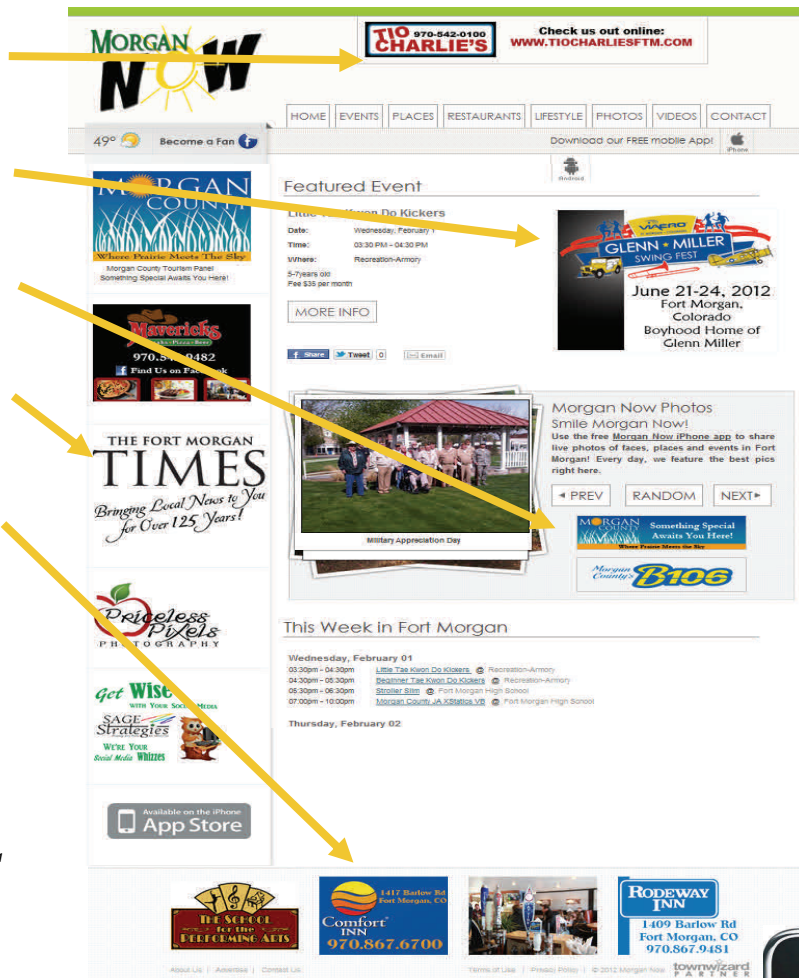 MORGAN
NOW
TIO CHARLIE'S
970-542-0100
Check us out online:
WWW.TIOCHARLIESFTM.COM
HOME EVENTS PLACES RESTAURANTS LIFESTYLE PHOTOS VIDEOS CONTACT
49° Become a Fan
Download our FREE mobile App!
iPhone
Android
MORGAN
COUNTY
Where Prairie Meets The Sky
Morgan County Tourism Panel
Something Special Awaits You Here!
Mavericks
970.5 9482
Find Us on Facebook
THE FORT MORGAN
TIMES
Bringing Local News to You
for Over 125 Years!
Priceless
Pixels
PHOTOGRAPHY
Get Wise
WITH YOUR SOCIAL MEDIA
SAGE
Strategies
WE'RE YOUR
Social Media Whizzes
Available on the iPhone
App Store
Featured Event
Little Tae Kwon Do Kickers
Date: Wednesday, February 1
Time: 03:30 PM – 04:30 PM
Where: Recreation-Armory
5-7years old
Fee $35 per month
MORE INFO
Share Tweet 0 Email
VIAERO
GLENN MILLER
SWING FEST
June 21-24, 2012
Fort Morgan,
Colorado
Boyhood Home of
Glenn Miller
Military Appreciation Day
Morgan Now Photos
Smile Morgan Now!
Use the free Morgan Now iPhone app to share
live photos of faces, places and events in Fort
Morgan! Every day, we feature the best pics
right here.
PREV RANDOM NEXT
MORGAN
COUNTY
Something Special
Awaits You Here!
Where Prairie Meets the Sky
Morgan
County's B106
This Week in Fort Morgan
Wednesday, February 01
03:30pm – 04:30pm Little Tae Kwon Do Kickers @ Recreation-Armory
04:30pm – 05:30pm Beginner Tae Kwon Do Kickers @ Recreation-Armory
05:30pm – 06:30pm Stroller Slim @ Fort Morgan High School
07:00pm – 10:00pm Morgan County JA XStatics VB @ Fort Morgan High School
Thursday, February 02
THE SCHOOL
for the
PERFORMING ARTS
1417 Barlow Rd
Fort Morgan, CO
Comfort
INN
970.867.6700
RODEWAY
INN
1409 Barlow Rd
Fort Morgan, CO
970.867.9481
About Us | Advertise | Contact Us
Terms of Use | Privacy Policy | © 2012 Morgan Now
townwizard
PARTNER